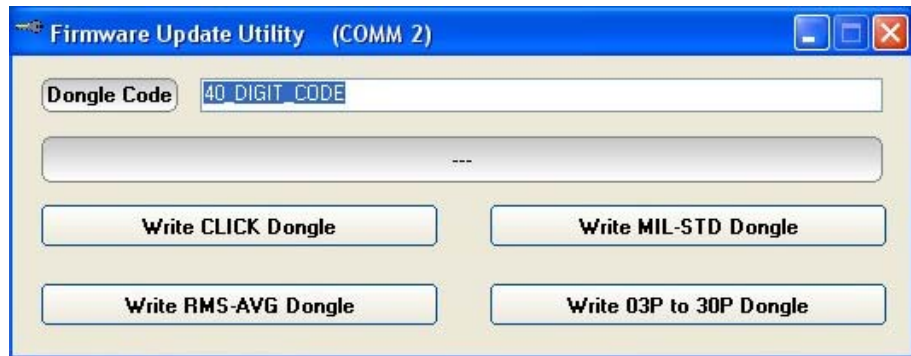 Firmware Update Utility (COMM 2)
Dongle Code 40_DIGIT_CODE
---
Write CLICK Dongle Write MIL-STD Dongle
Write RMS-AVG Dongle Write 03P to 30P Dongle